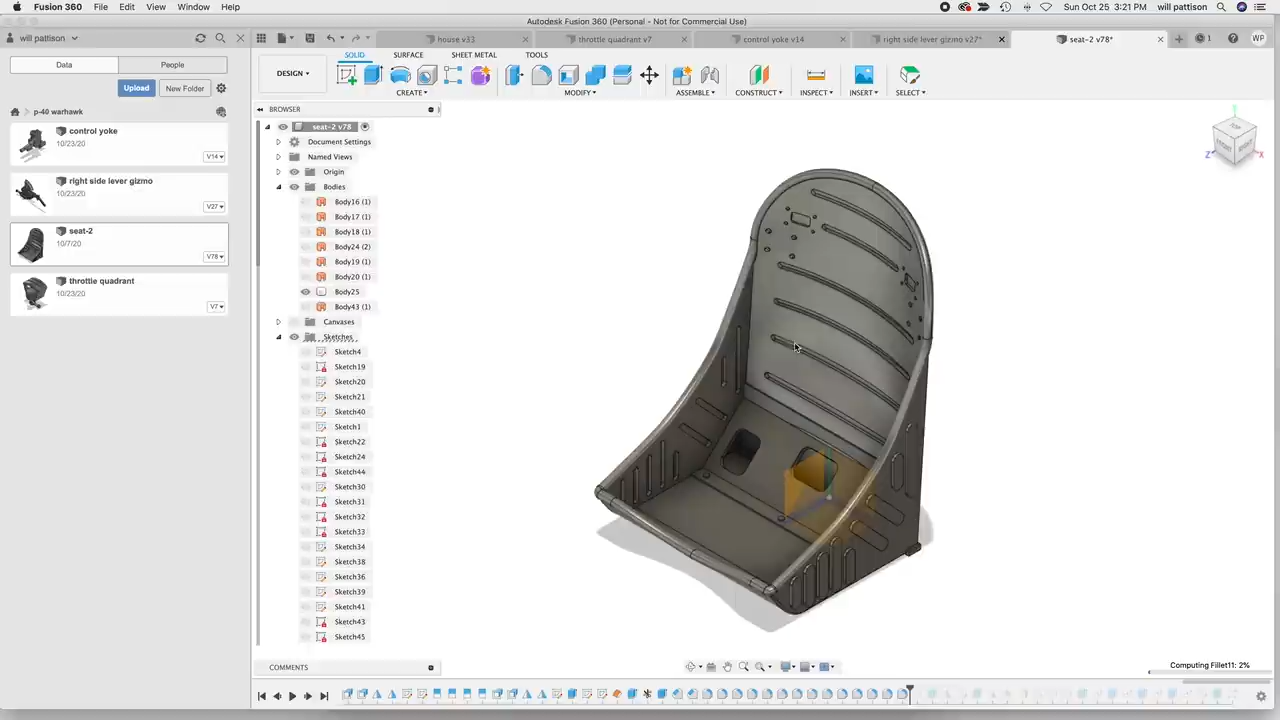 Fusion 360 File Edit View Window Help Sun Oct 25 3:21 PM will pattison
Autodesk Fusion 360 (Personal - Not for Commercial Use)
will pattison
house v33
throttle quadrant v7
control yoke v14
right side lever gizmo v27*
seat-2 v78*
1
WP
Data People
Upload New Folder
p-40 warhawk
control yoke
10/23/20
V14
right side lever gizmo
10/23/20
V27
seat-2
10/7/20
V78
throttle quadrant
10/23/20
V7
SOLID SURFACE SHEET METAL TOOLS
DESIGN
CREATE MODIFY ASSEMBLE CONSTRUCT INSPECT INSERT SELECT
BROWSER
seat-2 v78
Document Settings
Named Views
Origin
Bodies
Body16 (1)
Body17 (1)
Body18 (1)
Body24 (2)
Body19 (1)
Body20 (1)
Body25
Body43 (1)
Canvases
Sketches
Sketch4
Sketch19
Sketch20
Sketch21
Sketch40
Sketch1
Sketch22
Sketch24
Sketch44
Sketch30
Sketch31
Sketch32
Sketch33
Sketch34
Sketch38
Sketch36
Sketch39
Sketch41
Sketch43
Sketch45
TOP
FRONT
RIGHT
Z
X
Y
COMMENTS
Computing Fillet11: 2%